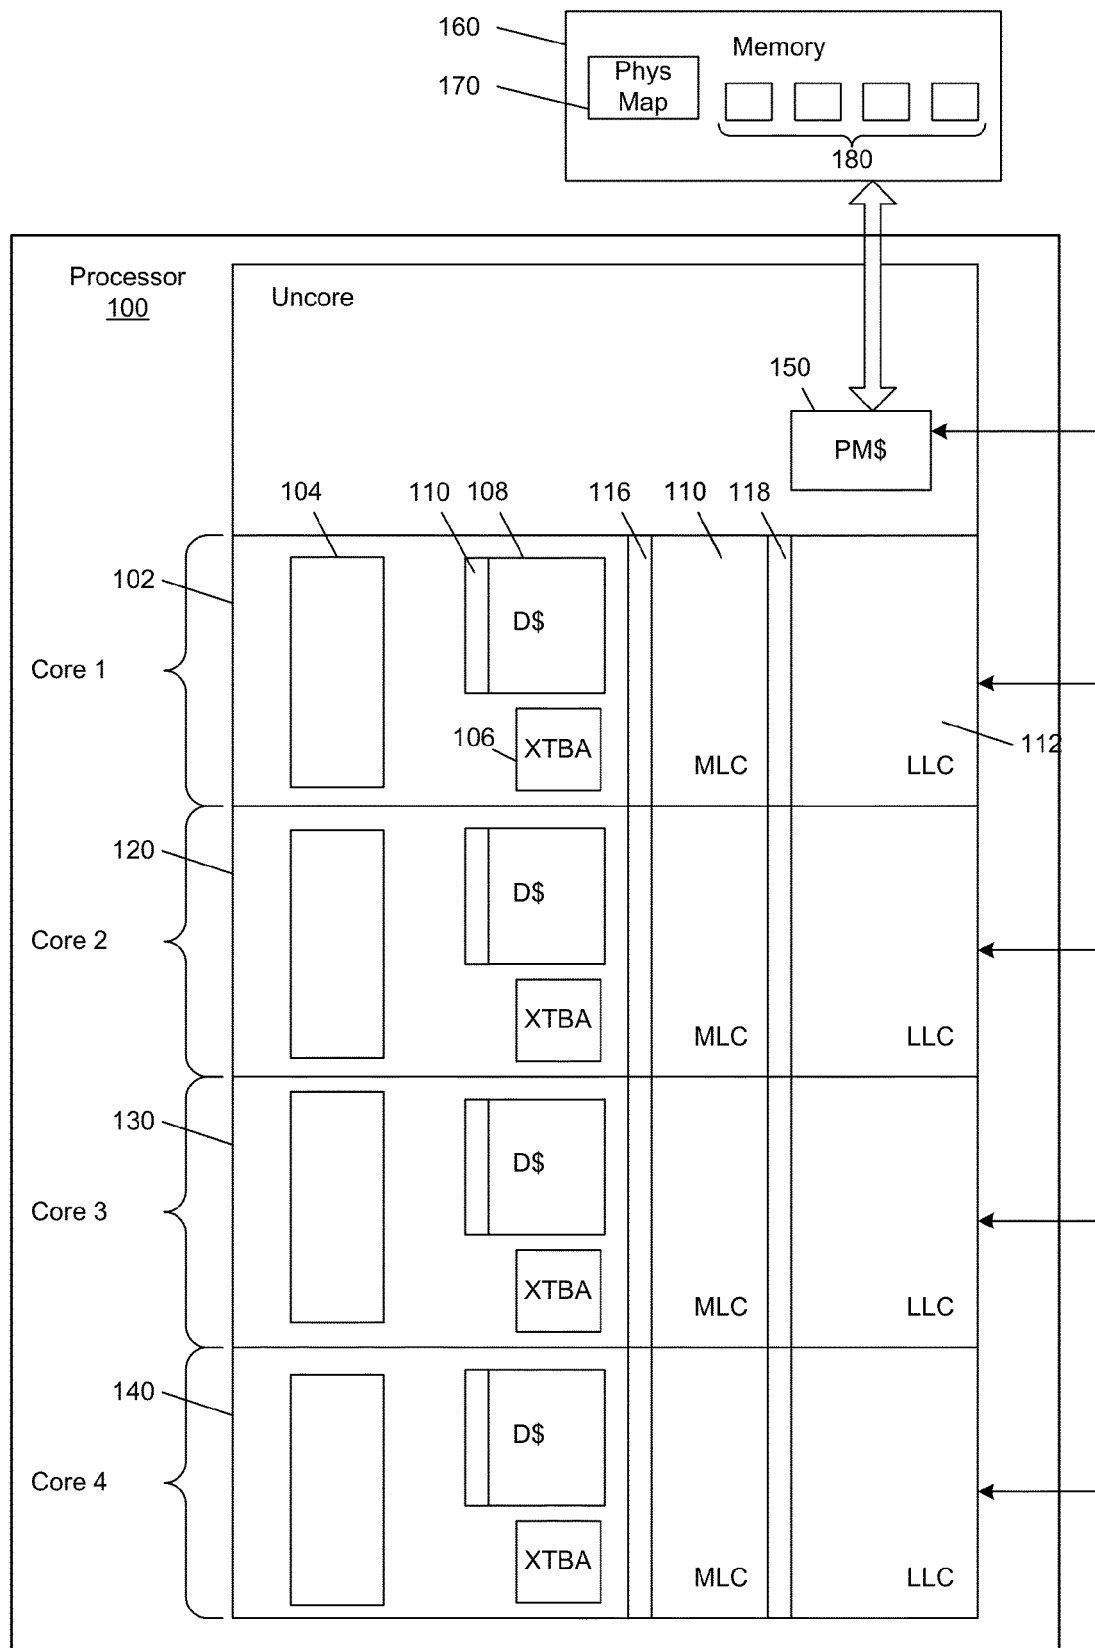 160
Memory
Phys
Map
170
180
Processor
100
Uncore
150
PM$
104
110
108
116
110
118
102
D$
Core 1
106
XTBA
112
MLC
LLC
120
D$
Core 2
XTBA
MLC
LLC
130
D$
Core 3
XTBA
MLC
LLC
140
D$
Core 4
XTBA
MLC
LLC